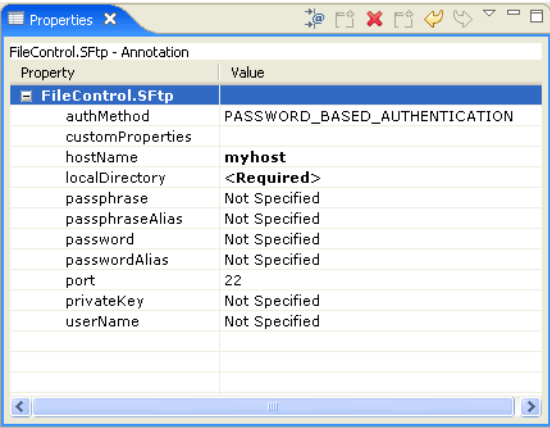 Properties
FileControl.SFtp - Annotation
Property Value
FileControl.SFtp
authMethod PASSWORD_BASED_AUTHENTICATION
customProperties
hostName myhost
localDirectory <Required>
passphrase Not Specified
passphraseAlias Not Specified
password Not Specified
passwordAlias Not Specified
port 22
privateKey Not Specified
userName Not Specified